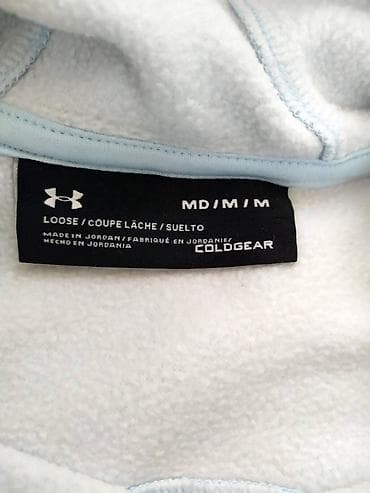 MD/M/M
LOOSE / COUPE LÂCHE / SUELTO
MADE IN JORDAN / FABRIQUÉ EN JORDANIE/
HECHO EN JORDANIA
COLDGEAR